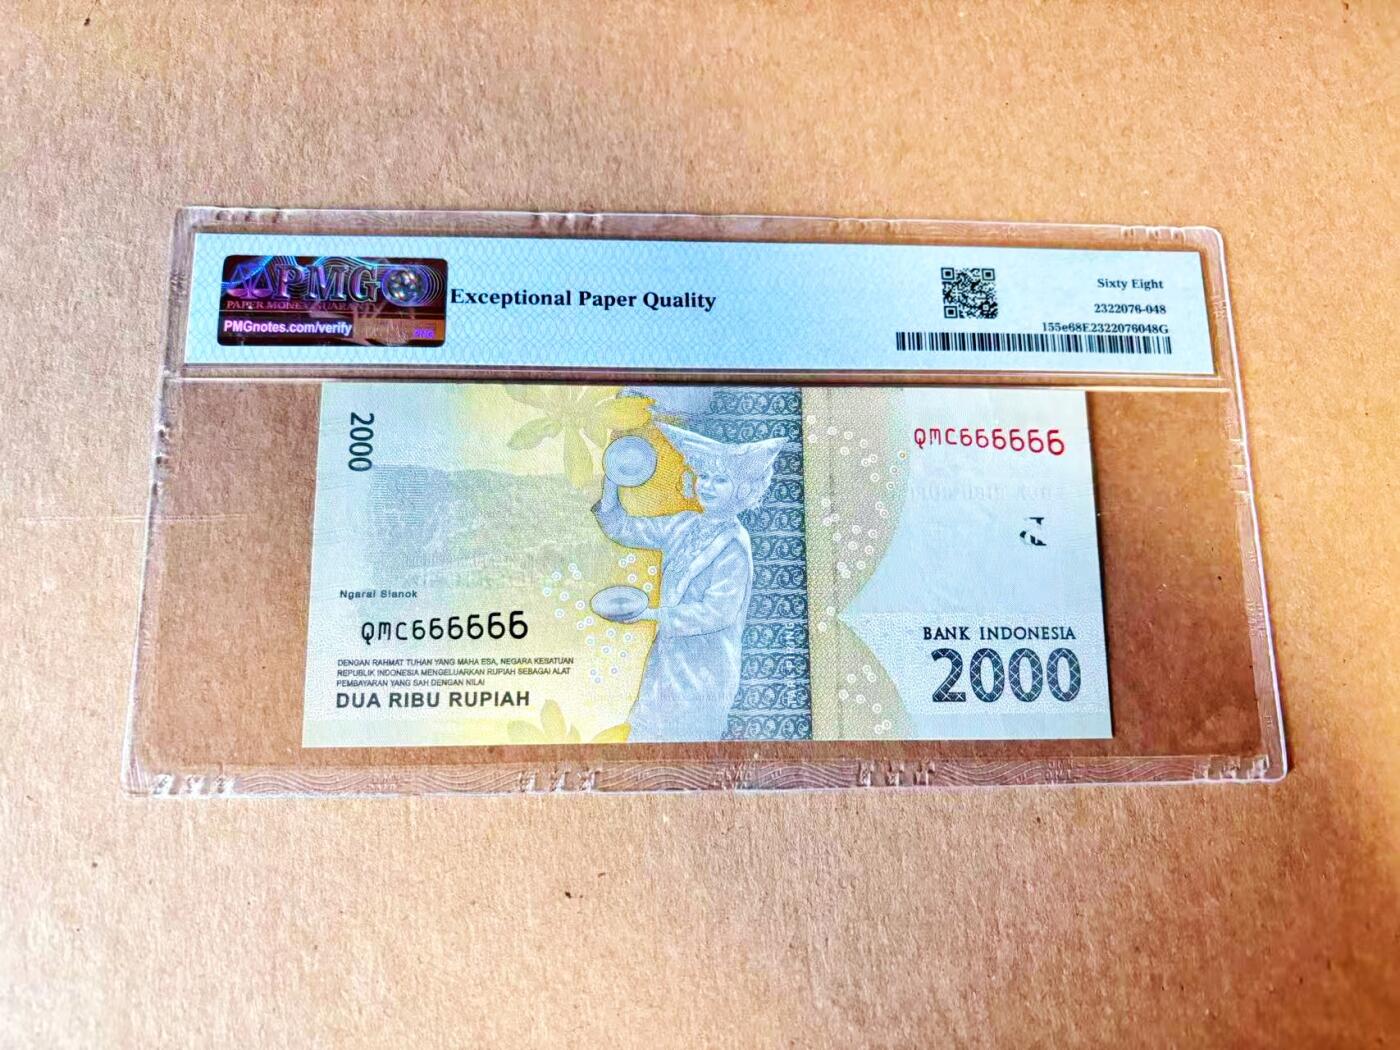 PMG
PAPER MONEY GUARANTY
PMGnotes.com/verify
PMG
Exceptional Paper Quality
Sixty Eight
2322076-048
155e68E2322076048G
2000
QMC666666
Ngarai Sianok
QMC666666
DENGAN RAHMAT TUHAN YANG MAHA ESA, NEGARA KESATUAN
REPUBLIK INDONESIA MENGELUARKAN RUPIAH SEBAGAI ALAT
PEMBAYARAN YANG SAH DENGAN NILAI
DUA RIBU RUPIAH
BANK INDONESIA
2000